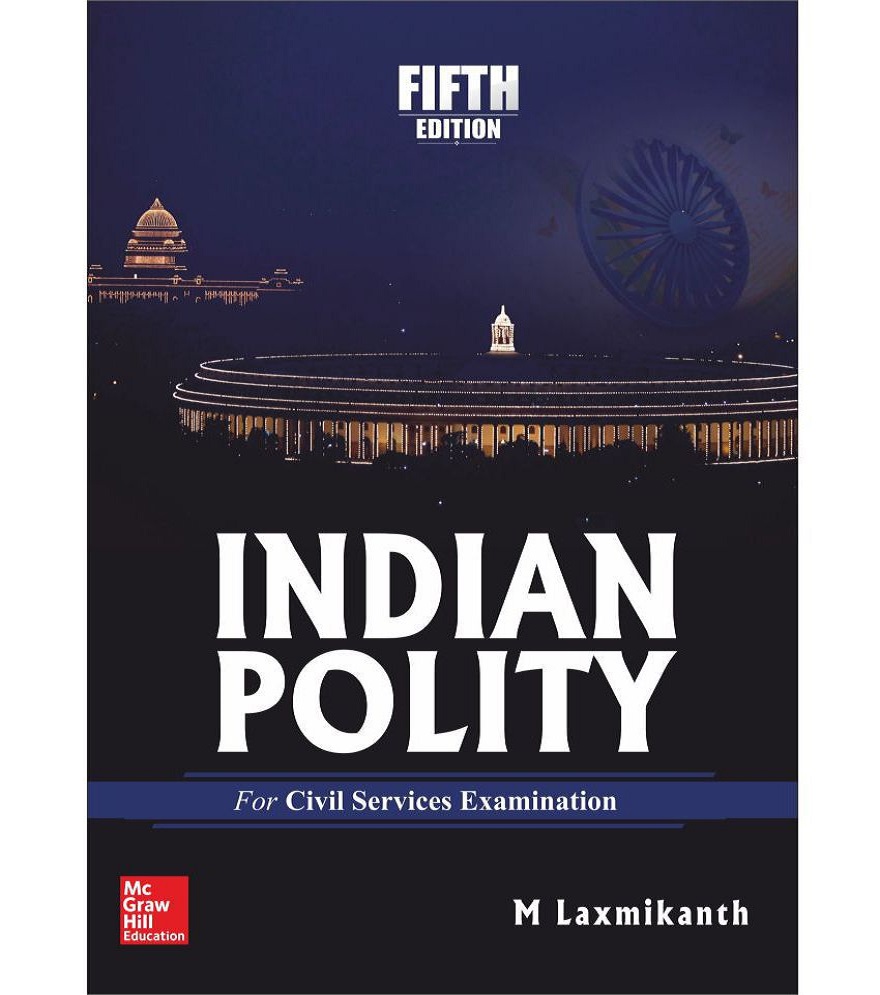 FIFTH
EDITION
INDIAN
POLITY
For Civil Services Examination
Mc
Graw
Hill
Education
M Laxmikanth